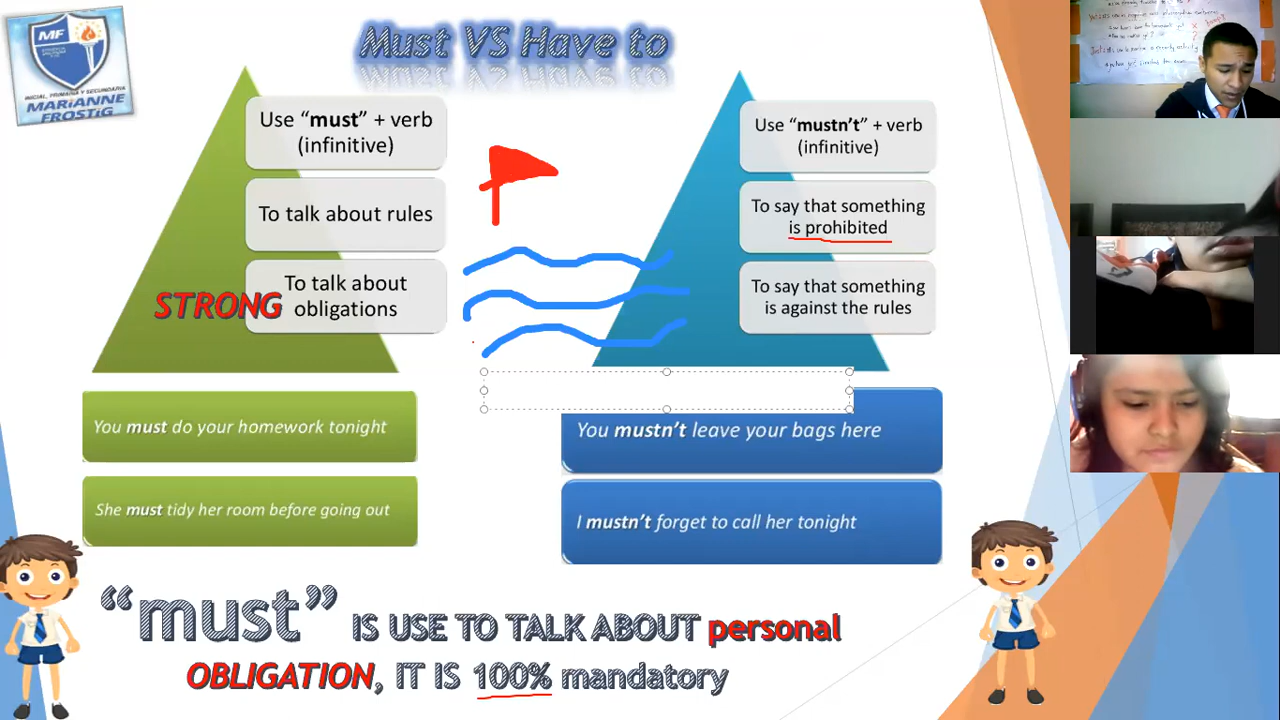 MF
INICIAL, PRIMARIA Y SECUNDARIA
MARiANNE
FROSTiG
Must VS Have to
Use “must” + verb
(infinitive)
To talk about rules
To talk about
obligations
STRONG
Use “mustn’t” + verb
(infinitive)
To say that something
is prohibited
To say that something
is against the rules
You must do your homework tonight
She must tidy her room before going out
You mustn’t leave your bags here
I mustn’t forget to call her tonight
“must” IS USE TO TALK ABOUT personal
OBLIGATION, IT IS 100% mandatory